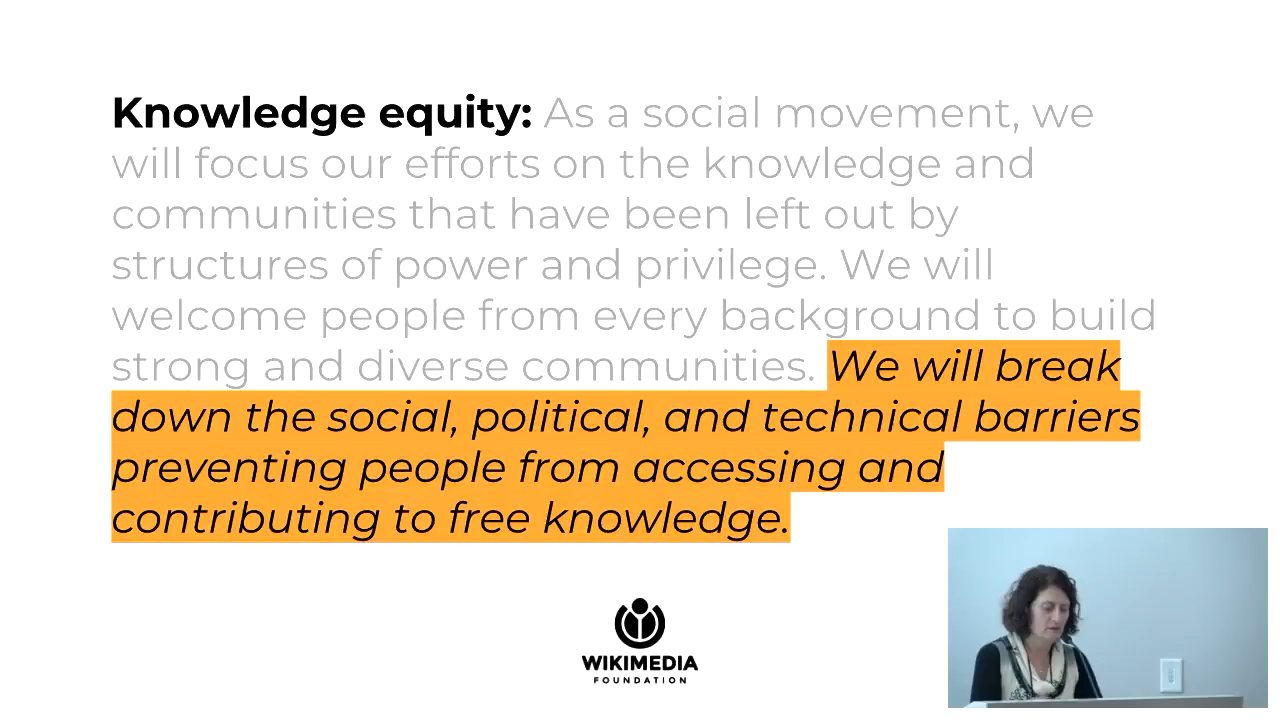 Knowledge equity: As a social movement, we
will focus our efforts on the knowledge and
communities that have been left out by
structures of power and privilege. We will
welcome people from every background to build
strong and diverse communities. We will break
down the social, political, and technical barriers
preventing people from accessing and
contributing to free knowledge.
WIKIMEDIA
FOUNDATION